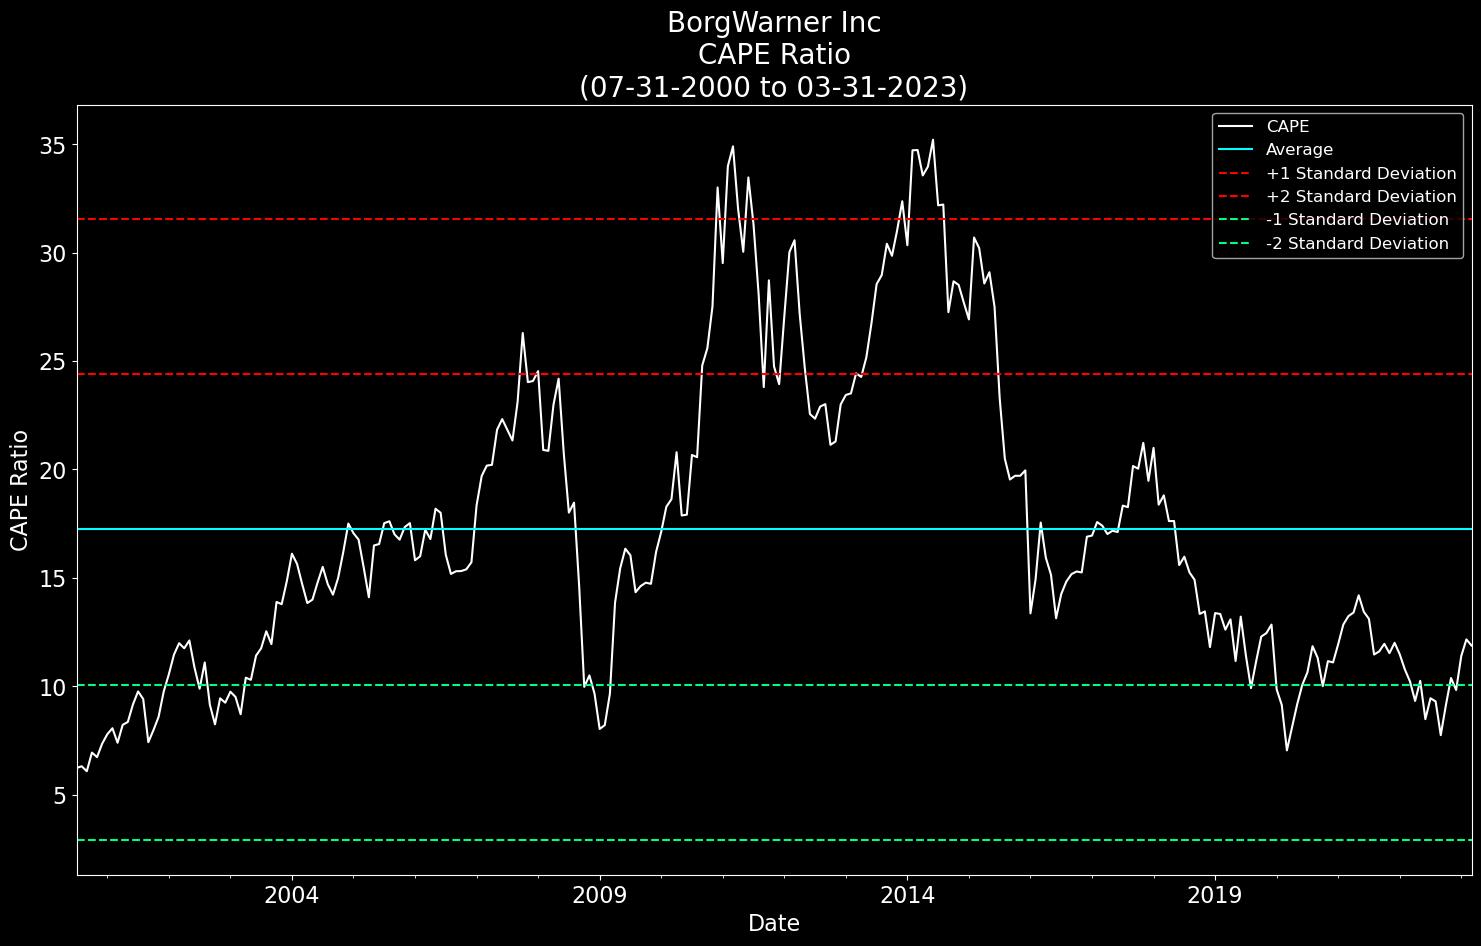 BorgWarner Inc
CAPE Ratio
(07-31-2000 to 03-31-2023)
CAPE
Average
+1 Standard Deviation
+2 Standard Deviation
-1 Standard Deviation
-2 Standard Deviation
35
30
25
20
15
10
5
CAPE Ratio
2004
2009
2014
2019
Date